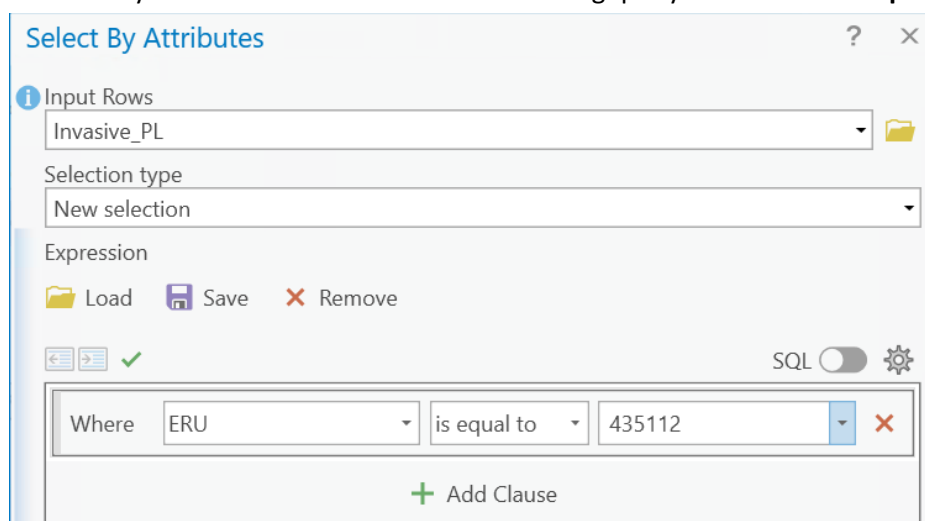 Select By Attributes ? ×
i Input Rows
Invasive_PL
Selection type
New selection
Expression
Load Save Remove
SQL
Where ERU is equal to 435112
Add Clause